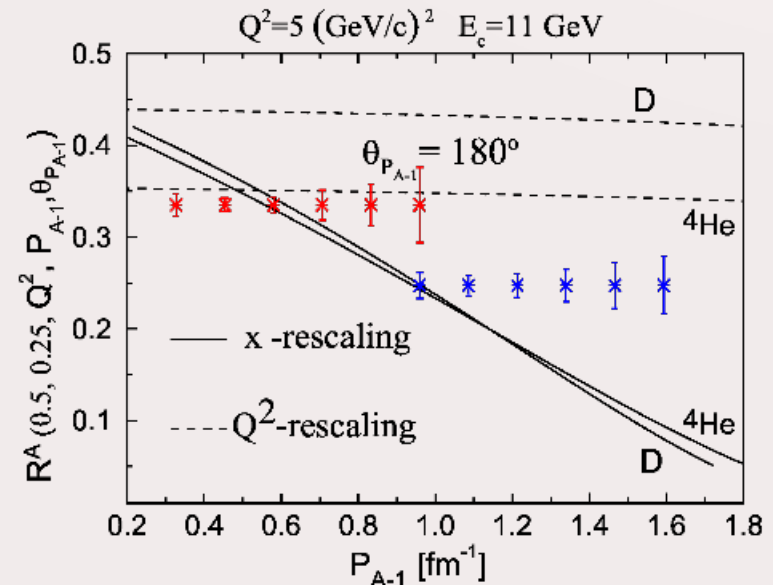 Q²=5 (GeV/c)² E_c=11 GeV
R^A (0.5, 0.25, Q², P_{A-1}, θ_{P_{A-1}})
0.5
0.4
0.3
0.2
0.1
D
θ_{P_{A-1}} = 180°
⁴He
x -rescaling
Q²-rescaling
⁴He
D
0.2 0.4 0.6 0.8 1.0 1.2 1.4 1.6 1.8
P_{A-1} [fm⁻¹]